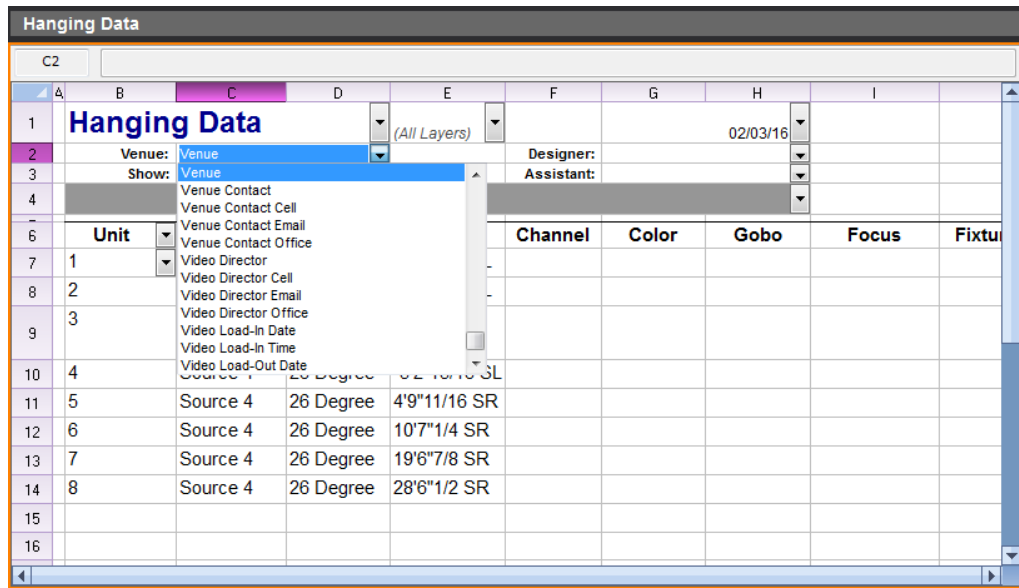 Hanging Data
C2
A B C D E F G H I
1 Hanging Data (All Layers) 02/03/16
2 Venue: Venue Designer:
3 Show: Venue Assistant:
4 Venue Contact
Venue Contact Cell
Venue Contact Email
6 Unit Venue Contact Office Channel Color Gobo Focus Fixtu
7 1 Video Director
Video Director Cell
8 2 Video Director Email
3 Video Director Office
9 Video Load-In Date
Video Load-In Time
Video Load-Out Date
10 4 SL
11 5 Source 4 26 Degree 4'9"11/16 SR
12 6 Source 4 26 Degree 10'7"1/4 SR
13 7 Source 4 26 Degree 19'6"7/8 SR
14 8 Source 4 26 Degree 28'6"1/2 SR
15
16